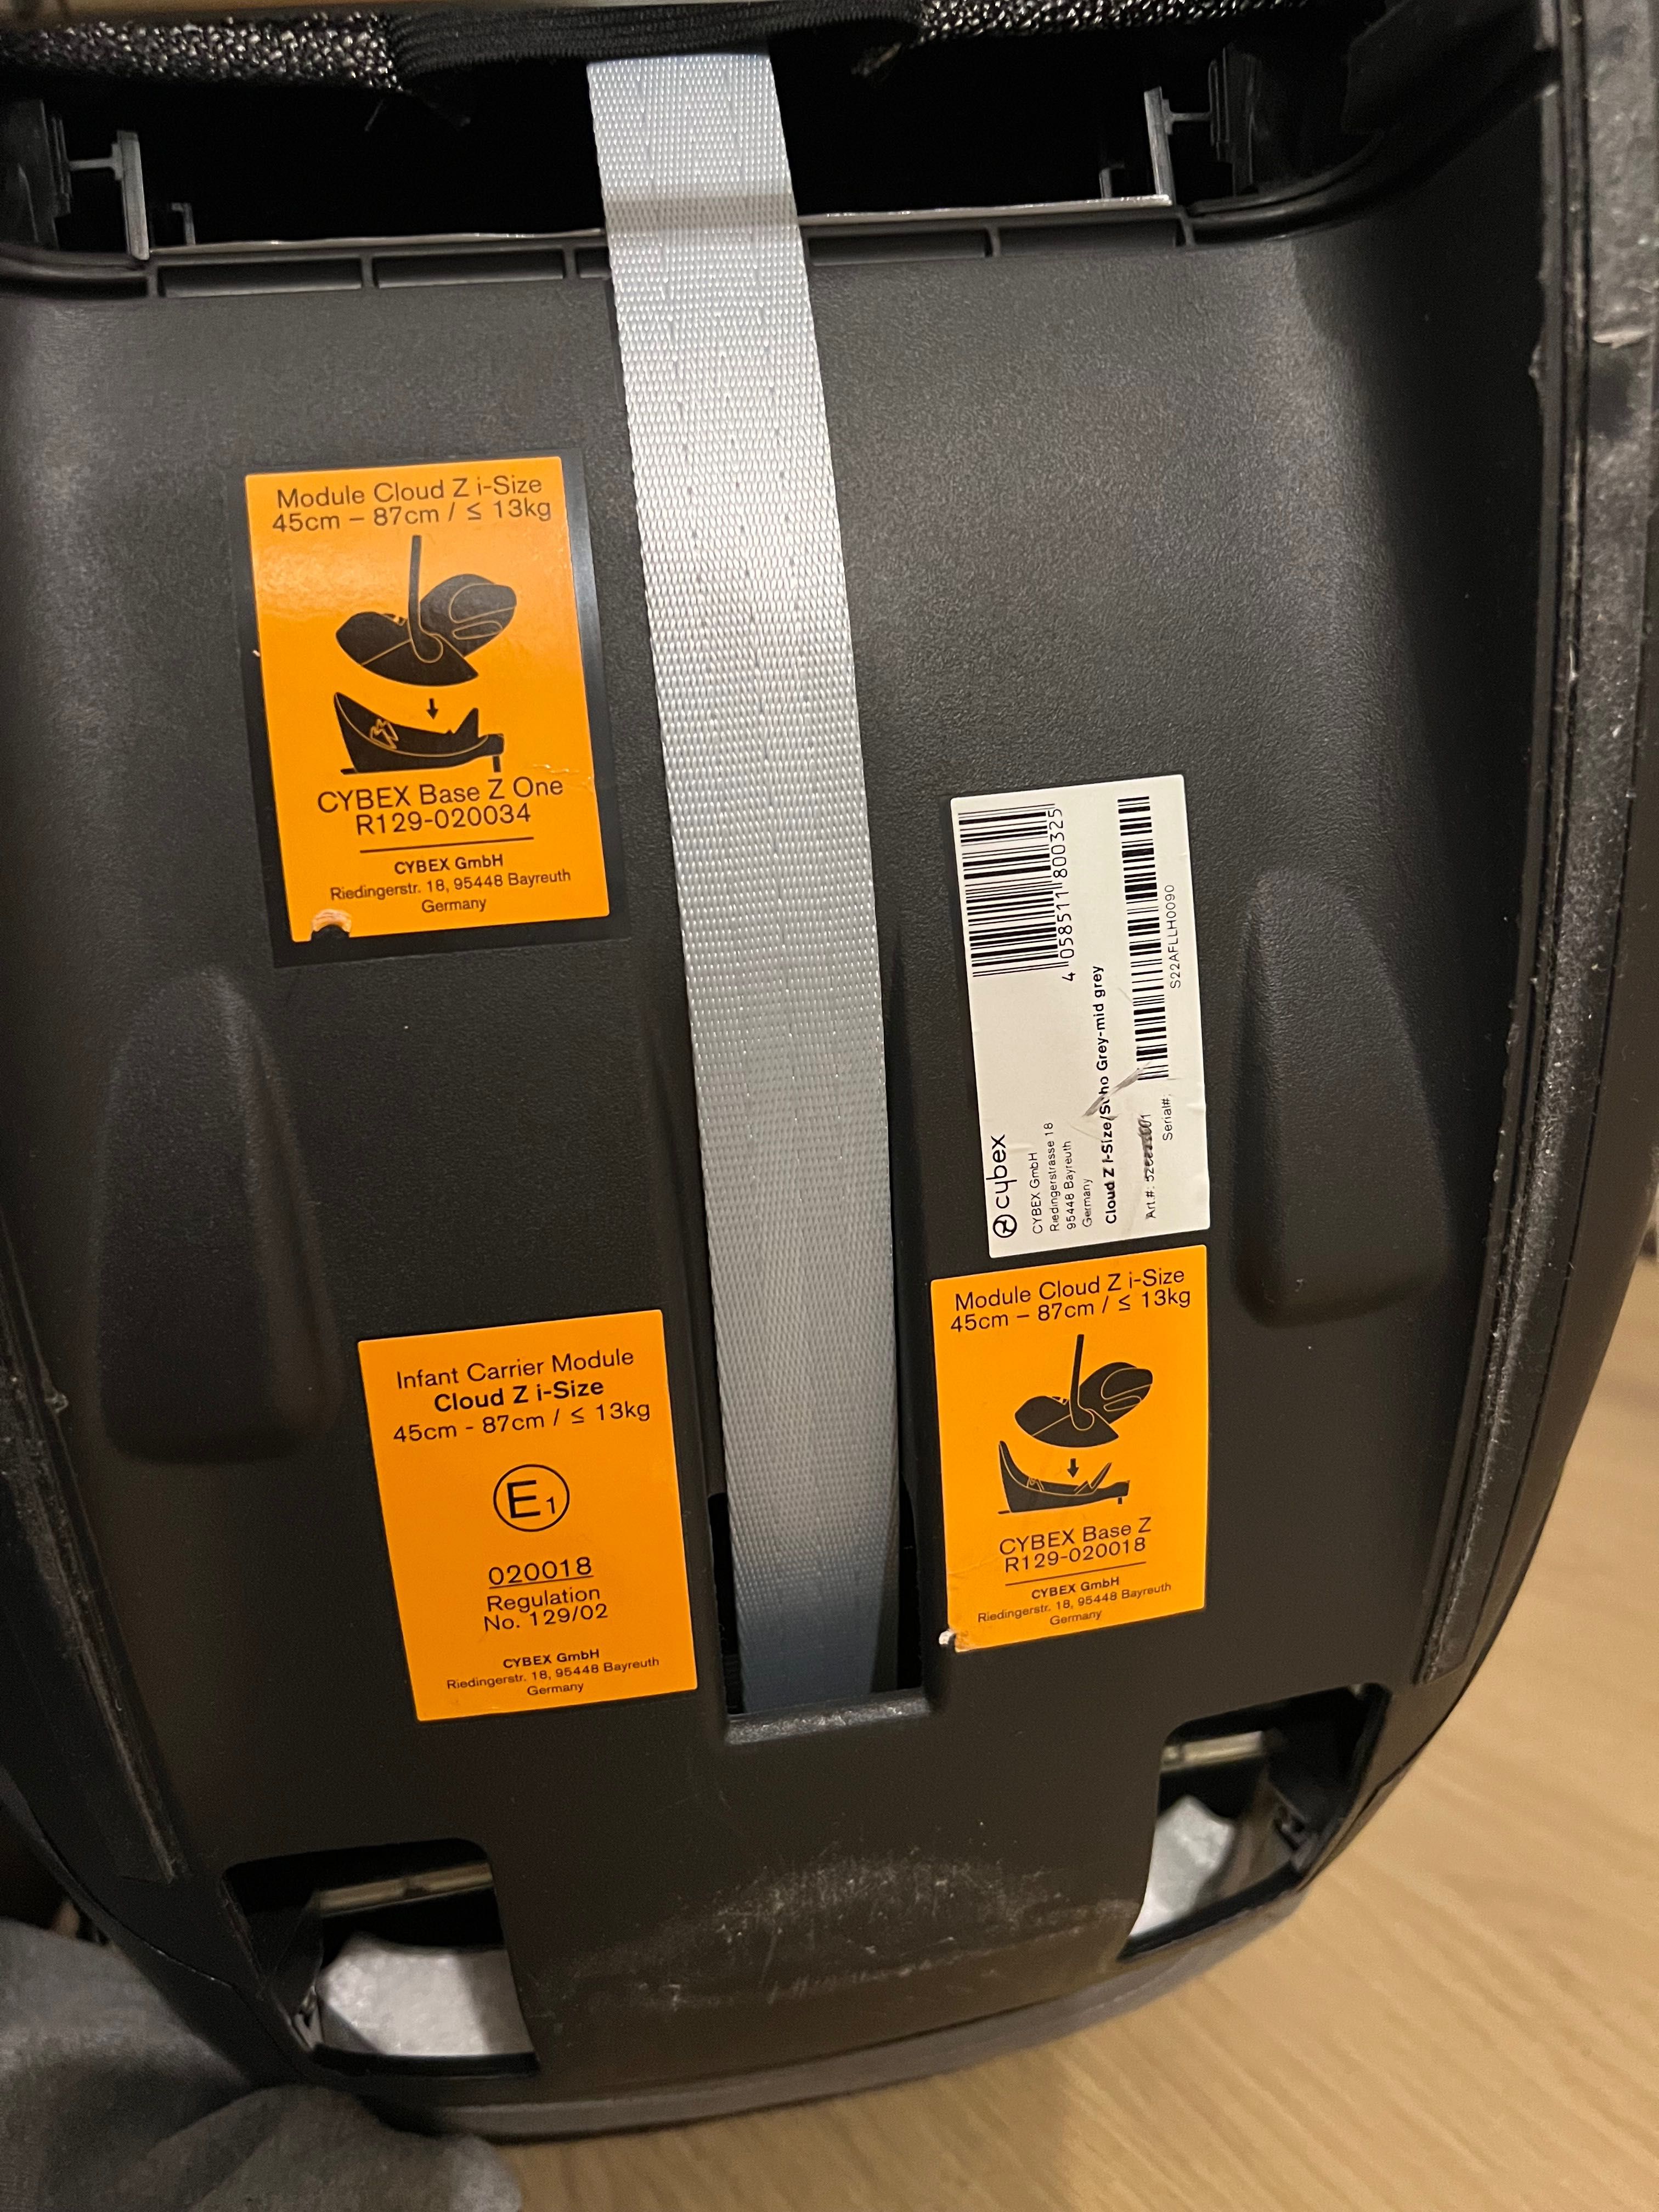 Module Cloud Z i-Size
45cm – 87cm / ≤ 13kg
CYBEX Base Z One
R129-020034
CYBEX GmbH
Riedingerstr. 18, 95448 Bayreuth
Germany
4 058511 800325
cybex
CYBEX GmbH
Riedingerstrasse 18
95448 Bayreuth
Germany
Cloud Z i-Size/Soho Grey-mid grey
Art.#:
Serial#:
S22AFLLH0090
Infant Carrier Module
Cloud Z i-Size
45cm - 87cm / ≤ 13kg
E1
020018
Regulation
No. 129/02
CYBEX GmbH
Riedingerstr. 18, 95448 Bayreuth
Germany
Module Cloud Z i-Size
45cm – 87cm / ≤ 13kg
CYBEX Base Z
R129-020018
CYBEX GmbH
Riedingerstr. 18, 95448 Bayreuth
Germany